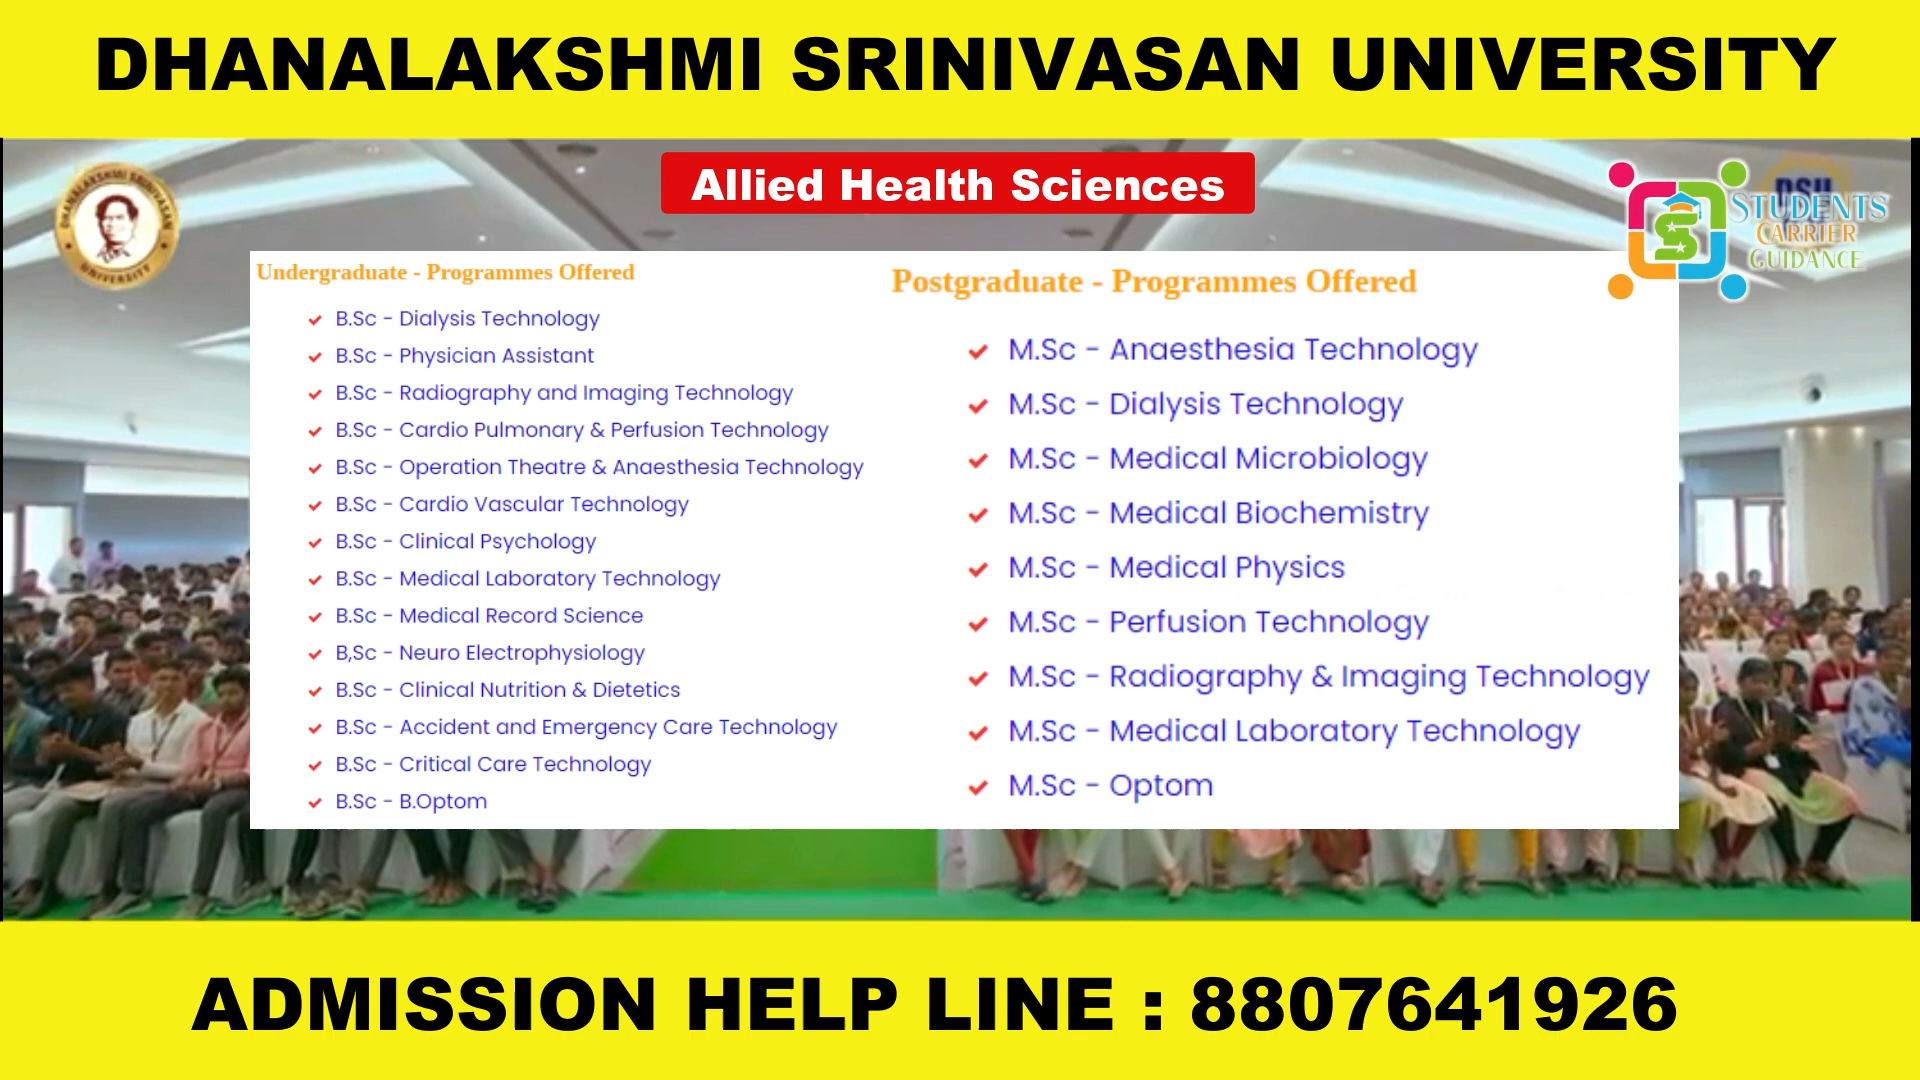 DHANALAKSHMI SRINIVASAN UNIVERSITY
Allied Health Sciences
DHANALAKSHMI SRINIVASAN
UNIVERSITY
DSU
STUDENTS
CARRIER
GUIDANCE
Undergraduate - Programmes Offered
B.Sc - Dialysis Technology
B.Sc - Physician Assistant
B.Sc - Radiography and Imaging Technology
B.Sc - Cardio Pulmonary & Perfusion Technology
B.Sc - Operation Theatre & Anaesthesia Technology
B.Sc - Cardio Vascular Technology
B.Sc - Clinical Psychology
B.Sc - Medical Laboratory Technology
B.Sc - Medical Record Science
B,Sc - Neuro Electrophysiology
B.Sc - Clinical Nutrition & Dietetics
B.Sc - Accident and Emergency Care Technology
B.Sc - Critical Care Technology
B.Sc - B.Optom
Postgraduate - Programmes Offered
M.Sc - Anaesthesia Technology
M.Sc - Dialysis Technology
M.Sc - Medical Microbiology
M.Sc - Medical Biochemistry
M.Sc - Medical Physics
M.Sc - Perfusion Technology
M.Sc - Radiography & Imaging Technology
M.Sc - Medical Laboratory Technology
M.Sc - Optom
ADMISSION HELP LINE : 8807641926